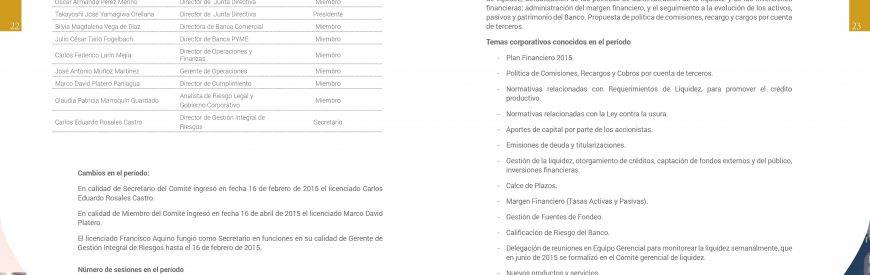 Oscar Armando Pérez Merino Director de Junta Directiva Miembro
22
Takayoshi José Yamagiwa Orellana Director de Junta Directiva Presidente
Silvia Magdalena Vega de Díaz Directora de Banca Comercial Miembro
Julio César Tario Fogelbach Director de Banca PYME Miembro
Carlos Federico Larín Mejía Director de Operaciones y Finanzas Miembro
José Antonio Muñoz Martínez Gerente de Operaciones Miembro
Marco David Platero Paniagua Director de Cumplimiento Miembro
Claudia Patricia Marroquín Guardado Analista de Riesgo Legal y Gobierno Corporativo Miembro
Carlos Eduardo Rosales Castro Director de Gestión Integral de Riesgos Secretario
Cambios en el período:
En calidad de Secretario del Comité ingresó en fecha 16 de febrero de 2015 el licenciado Carlos
Eduardo Rosales Castro.
En calidad de Miembro del Comité ingresó en fecha 16 de abril de 2015 el licenciado Marco David
Platero.
El licenciado Francisco Aquino fungió como Secretario en funciones en su calidad de Gerente de
Gestión Integral de Riesgos hasta el 16 de febrero de 2015.
Número de sesiones en el período
financieras; administración del margen financiero, y el seguimiento a la evolución de los activos,
pasivos y patrimonio del Banco. Propuesta de política de comisiones, recargo y cargos por cuenta
de terceros.
23
Temas corporativos conocidos en el período
- Plan Financiero 2015.
- Política de Comisiones, Recargos y Cobros por cuenta de terceros.
- Normativas relacionadas con Requerimientos de Liquidez, para promover el crédito
productivo.
- Normativas relacionadas con la Ley contra la usura.
- Aportes de capital por parte de los accionistas.
- Emisiones de deuda y titularizaciones.
- Gestión de la liquidez, otorgamiento de créditos, captación de fondos externos y del público,
inversiones financieras.
- Calce de Plazos.
- Margen Financiero (Tasas Activas y Pasivas).
- Gestión de Fuentes de Fondeo.
- Calificación de Riesgo del Banco.
- Delegación de reuniones en Equipo Gerencial para monitorear la liquidez semanalmente, que
en junio de 2015 se formalizó en el Comité gerencial de liquidez.
- Nuevos productos y servicios.